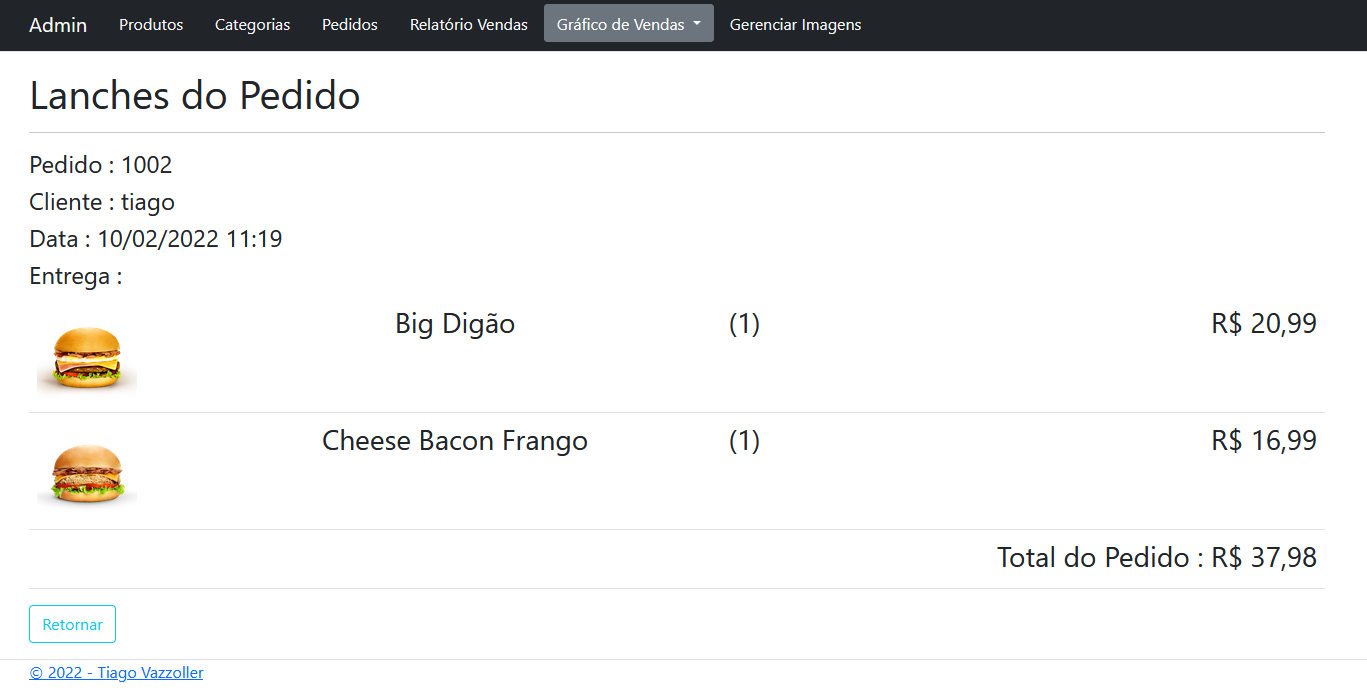 Admin Produtos Categorias Pedidos Relatório Vendas Gráfico de Vendas Gerenciar Imagens
Lanches do Pedido
Pedido : 1002
Cliente : tiago
Data : 10/02/2022 11:19
Entrega :
Big Digão (1) R$ 20,99
Cheese Bacon Frango (1) R$ 16,99
Total do Pedido : R$ 37,98
Retornar
© 2022 - Tiago Vazzoller